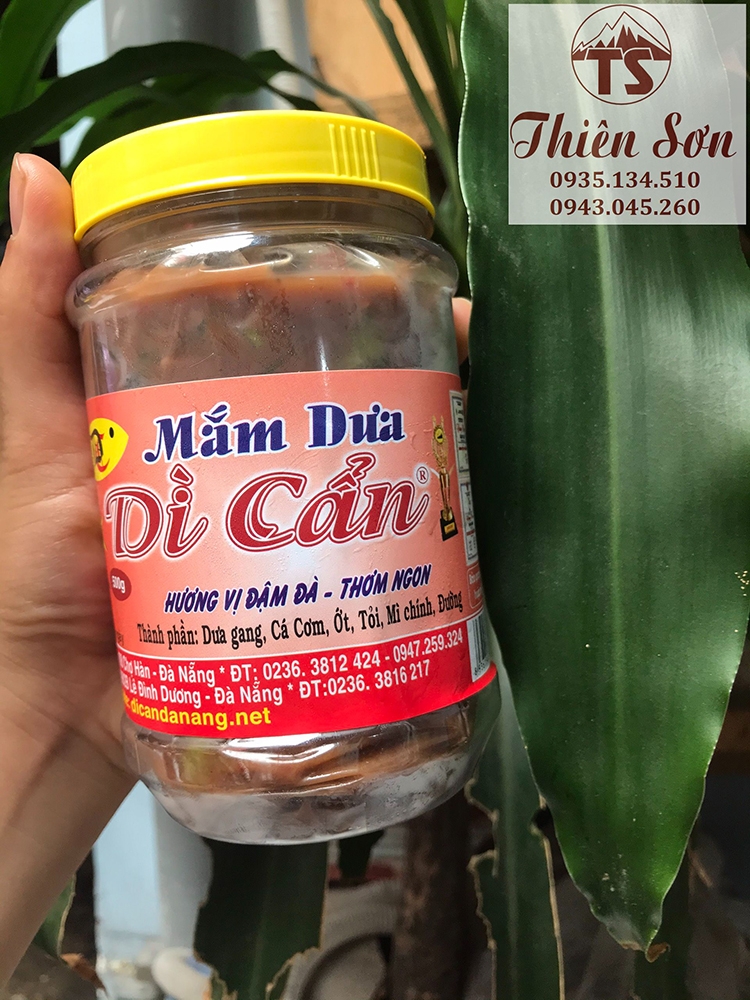 TS
Thiên Sơn
0935.134.510
0943.045.260
Mắm Dưa
Dì Cẩn®
500g
HƯƠNG VỊ ĐẬM ĐÀ - THƠM NGON
Thành phần: Dưa gang, Cá Cơm, Ớt, Tỏi, Mì chính, Đường
Chợ Hàn - Đà Nẵng * ĐT: 0236. 3812 424 - 0947.259.324
Lê Đình Dương - Đà Nẵng * ĐT:0236. 3816 217
dicandanang.net